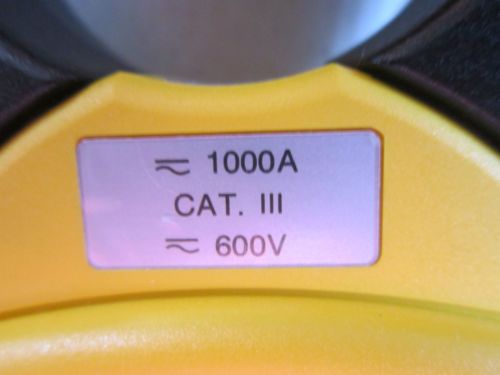 ⎓ 1000A
CAT. III
⎓ 600V